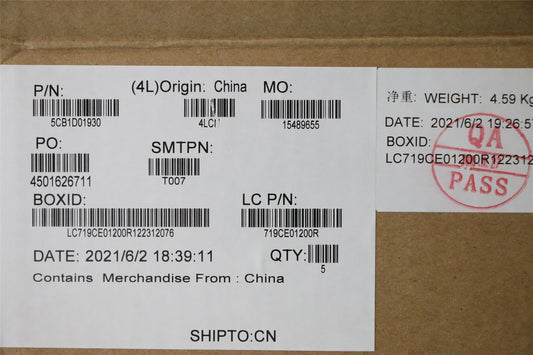 P/N: (4L)Origin: China MO:
5CB1D01930 4LCN 15489655
PO: SMTPN:
4501626711 T007
BOXID: LC P/N:
LC719CE01200R122312076 719CE01200R
DATE: 2021/6/2 18:39:11 QTY:
5
Contains Merchandise From : China
SHIPTO:CN
净重: WEIGHT: 4.59 Kg
DATE: 2021/6/2 19:26:57
BOXID:
LC719CE01200R122312
QA
PASS